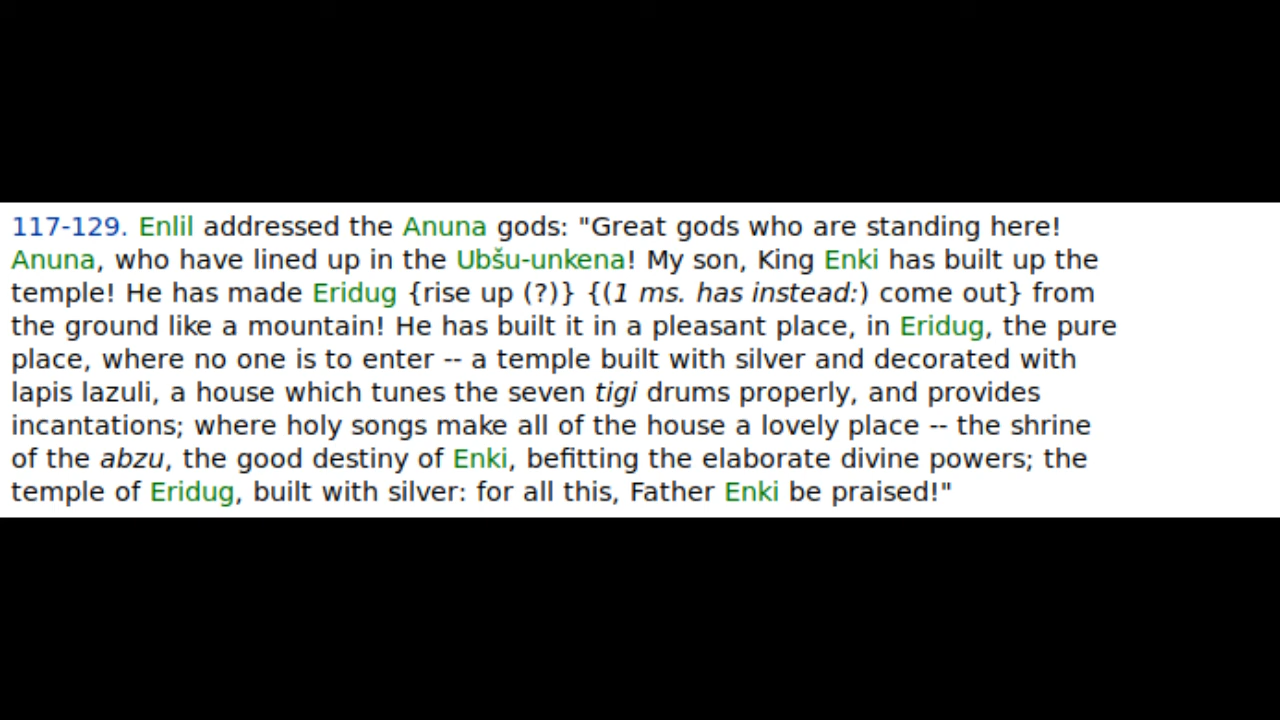 117-129. Enlil addressed the Anuna gods: "Great gods who are standing here!
Anuna, who have lined up in the Ubšu-unkena! My son, King Enki has built up the
temple! He has made Eridug {rise up (?)} {(1 ms. has instead:) come out} from
the ground like a mountain! He has built it in a pleasant place, in Eridug, the pure
place, where no one is to enter -- a temple built with silver and decorated with
lapis lazuli, a house which tunes the seven tigi drums properly, and provides
incantations; where holy songs make all of the house a lovely place -- the shrine
of the abzu, the good destiny of Enki, befitting the elaborate divine powers; the
temple of Eridug, built with silver: for all this, Father Enki be praised!"